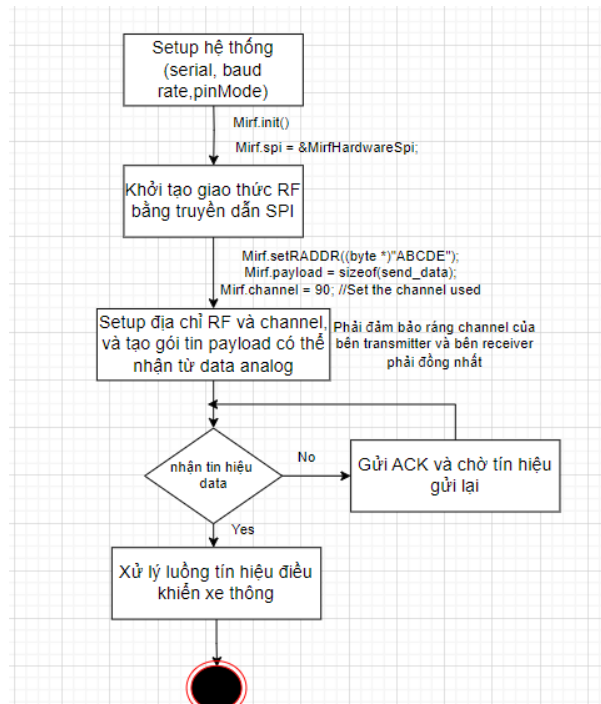 Setup hệ thống
(serial, baud
rate,pinMode)
Mirf.init()
Mirf.spi = &MirfHardwareSpi;
Khởi tạo giao thức RF
bằng truyền dẫn SPI
Mirf.setRADDR((byte *)"ABCDE");
Mirf.payload = sizeof(send_data);
Mirf.channel = 90; //Set the channel used
Setup địa chỉ RF và channel,
và tạo gói tin payload có thể
nhận từ data analog
Phải đảm bảo ráng channel của
bên transmitter và bên receiver
phải đồng nhất
nhận tin hiệu
data
No
Gửi ACK và chờ tín hiệu
gửi lại
Yes
Xử lý luồng tín hiệu điều
khiển xe thông